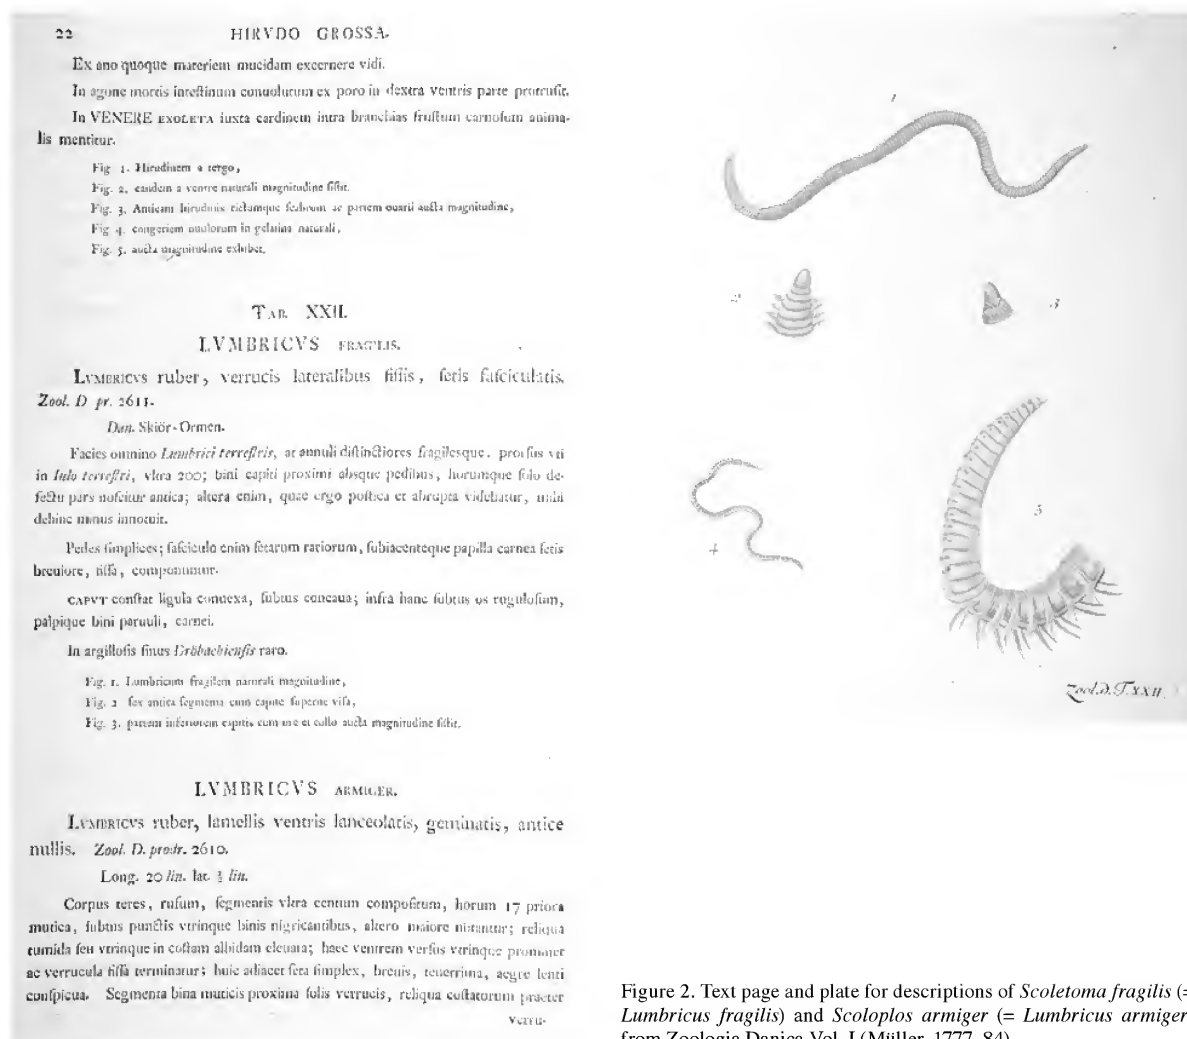 22 HIRVDO GROSSA.
Ex ano quoque materiem mucidam excernere vidi.
In agone mortis inteſtinum conuolutum ex poro in dextra ventris parte protruſit.
In VENERE EXOLETA iuxta cardinem intra branchias fruſtum carnoſum anima-
lis mentitur.
Fig 1. Hirudinem a tergo,
Fig. 2. eandem a ventre naturali magnitudine ſiſtit.
Fig. 3. Anticam hirudinis rictumque ſcabrum ac partem ouarii aucta magnitudine,
Fig 4. congeriem ouulorum in gelatina naturali,
Fig. 5. aucta magnitudine exhibet.
TAB. XXII.
LVMBRICVS FRAGILIS.
LVMBRICVS ruber, verrucis lateralibus fiſſis, ſetis faſciculatis.
Zool. D pr. 2611.
Dan. Skiör-Ormen.
Facies omnino Lumbrici terreſtris, at annuli diſtinctiores fragilesque. prorſus vti
in Iulo terreſtri, vltra 200; bini capiti proximi absque pedibus, horumque ſolo de-
fectu pars noſcitur antica; altera enim, quae ergo poſtica et abrupta videbatur, mihi
dehinc minus innotuit.
Pedes ſimplices; faſciculo enim ſetarum rariorum, ſubiacenteque papilla carnea ſetis
breuiore, fiſſa, componuntur.
CAPVT conſtat ligula conuexa, ſubtus concaua; infra hanc ſubtus os ruguloſum,
palpique bini paruuli, carnei.
In argilloſis ſinus Dröbachienſis raro.
Fig. 1. Lumbricum fragilem naturali magnitudine,
Fig. 2 ſex antica ſegmenta cum capite ſuperne viſa,
Fig. 3. partem inferiorem capitis cum ore et collo aucta magnitudine ſiſtit.
LVMBRICVS ARMIGER.
LVMBRICVS ruber, lamellis ventris lanceolatis, geminatis, antice
nullis. Zool. D. prodr. 2610.
Long. 20 lin. lat. lin.
Corpus teres, rufum, ſegmentis vltra centum compoſitum, horum 17 priora
mutica, ſubtus punctis vtrinque binis nigricantibus, altero maiore notantur; reliqua
tumida ſeu vtrinque in coſtam albidam eleuata; haec ventrem verſus vtrinque prominet
ac verrucula fiſſa terminatur; huic adiacet ſeta ſimplex, breuis, tenerrima, aegre lenti
conſpicua. Segmenta bina muticis proxima ſolis verrucis, reliqua coſtatorum praeter
verru-
1
2
3
4
5
Zool. d. T. XXII
Figure 2. Text page and plate for descriptions of Scoletoma fragilis (=
Lumbricus fragilis) and Scoloplos armiger (= Lumbricus armiger
from Zoologia Danica Vol. I (Müller, 1777–84)